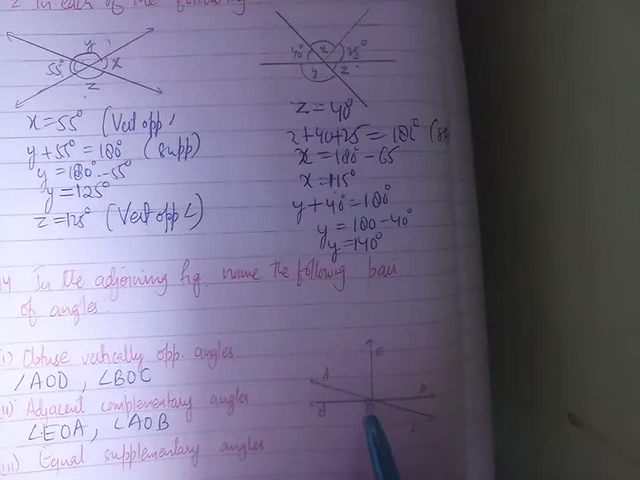 z in each of the following
y
55° x
z
x = 55° (Vert opp
y + 55° = 180° (supp)
y = 180° - 55°
y = 125°
z = 125° (Vert opp ∠)
40° x 25°
y z
z = 40°
x + 40 + 25 = 180°
x = 180 - 65
x = 115°
y + 40° = 180°
y = 180 - 40°
y = 140°
In the adjoining fig. name the following pair
of angles.
(i) Obtuse vertically opp. angles
∠AOD, ∠BOC
(ii) Adjacent complementary angles
∠EOA, ∠AOB
(iii) Equal supplementary angles
E
A
D
O